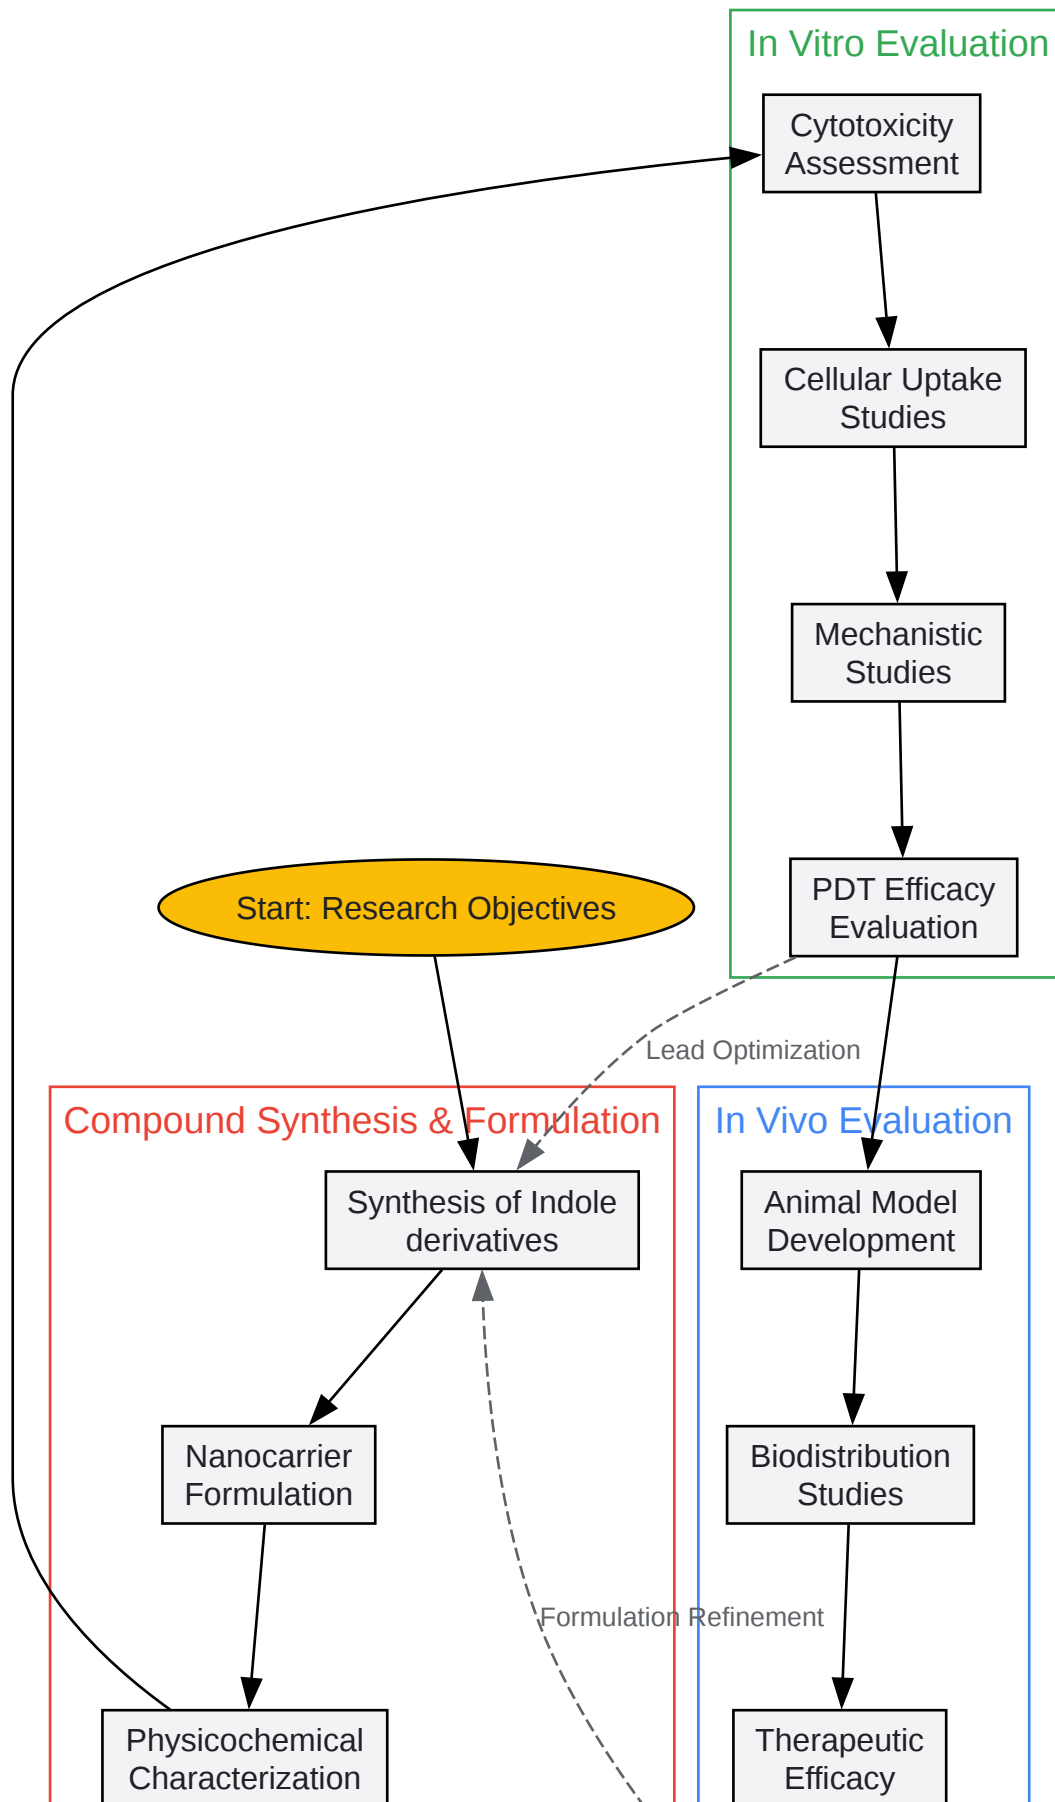 In Vitro Evaluation
Cytotoxicity
Assessment
Cellular Uptake
Studies
Mechanistic
Studies
PDT Efficacy
Evaluation
Start: Research Objectives
Lead Optimization
Compound Synthesis & Formulation
In Vivo Evaluation
Synthesis of Indole
derivatives
Animal Model
Development
Nanocarrier
Formulation
Biodistribution
Studies
Formulation Refinement
Physicochemical
Characterization
Therapeutic
Efficacy